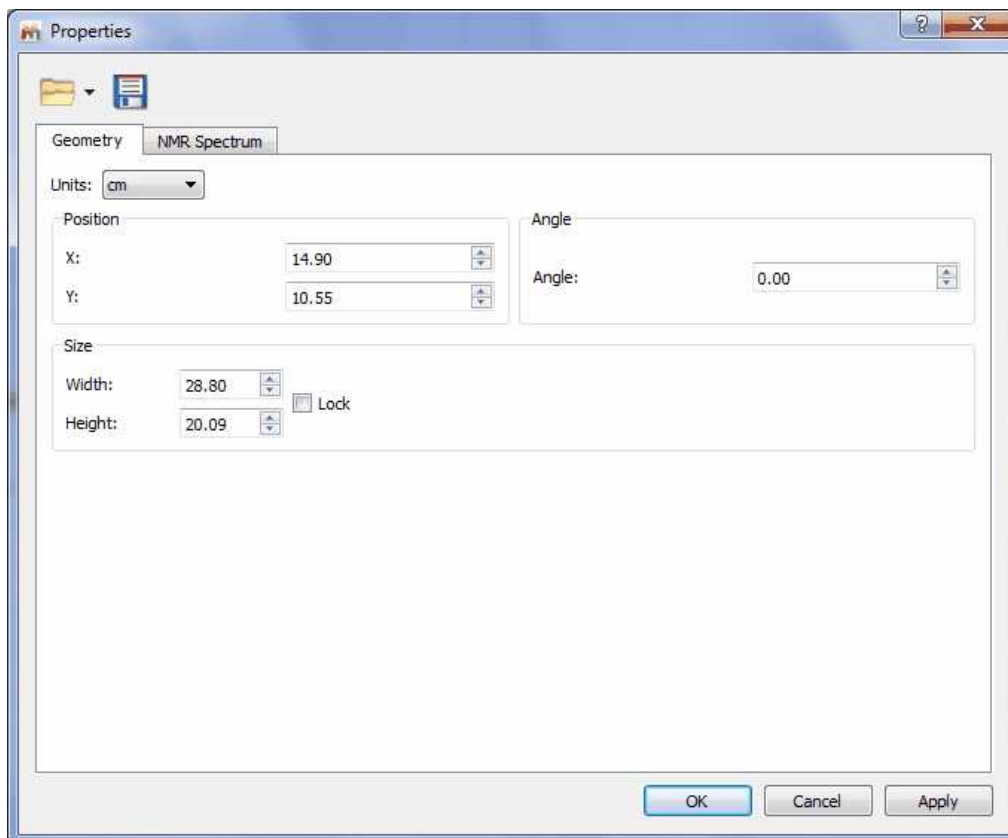 Properties
Geometry NMR Spectrum
Units: cm
Position
X: 14.90
Y: 10.55
Angle
Angle: 0.00
Size
Width: 28.80
Lock
Height: 20.09
OK Cancel Apply